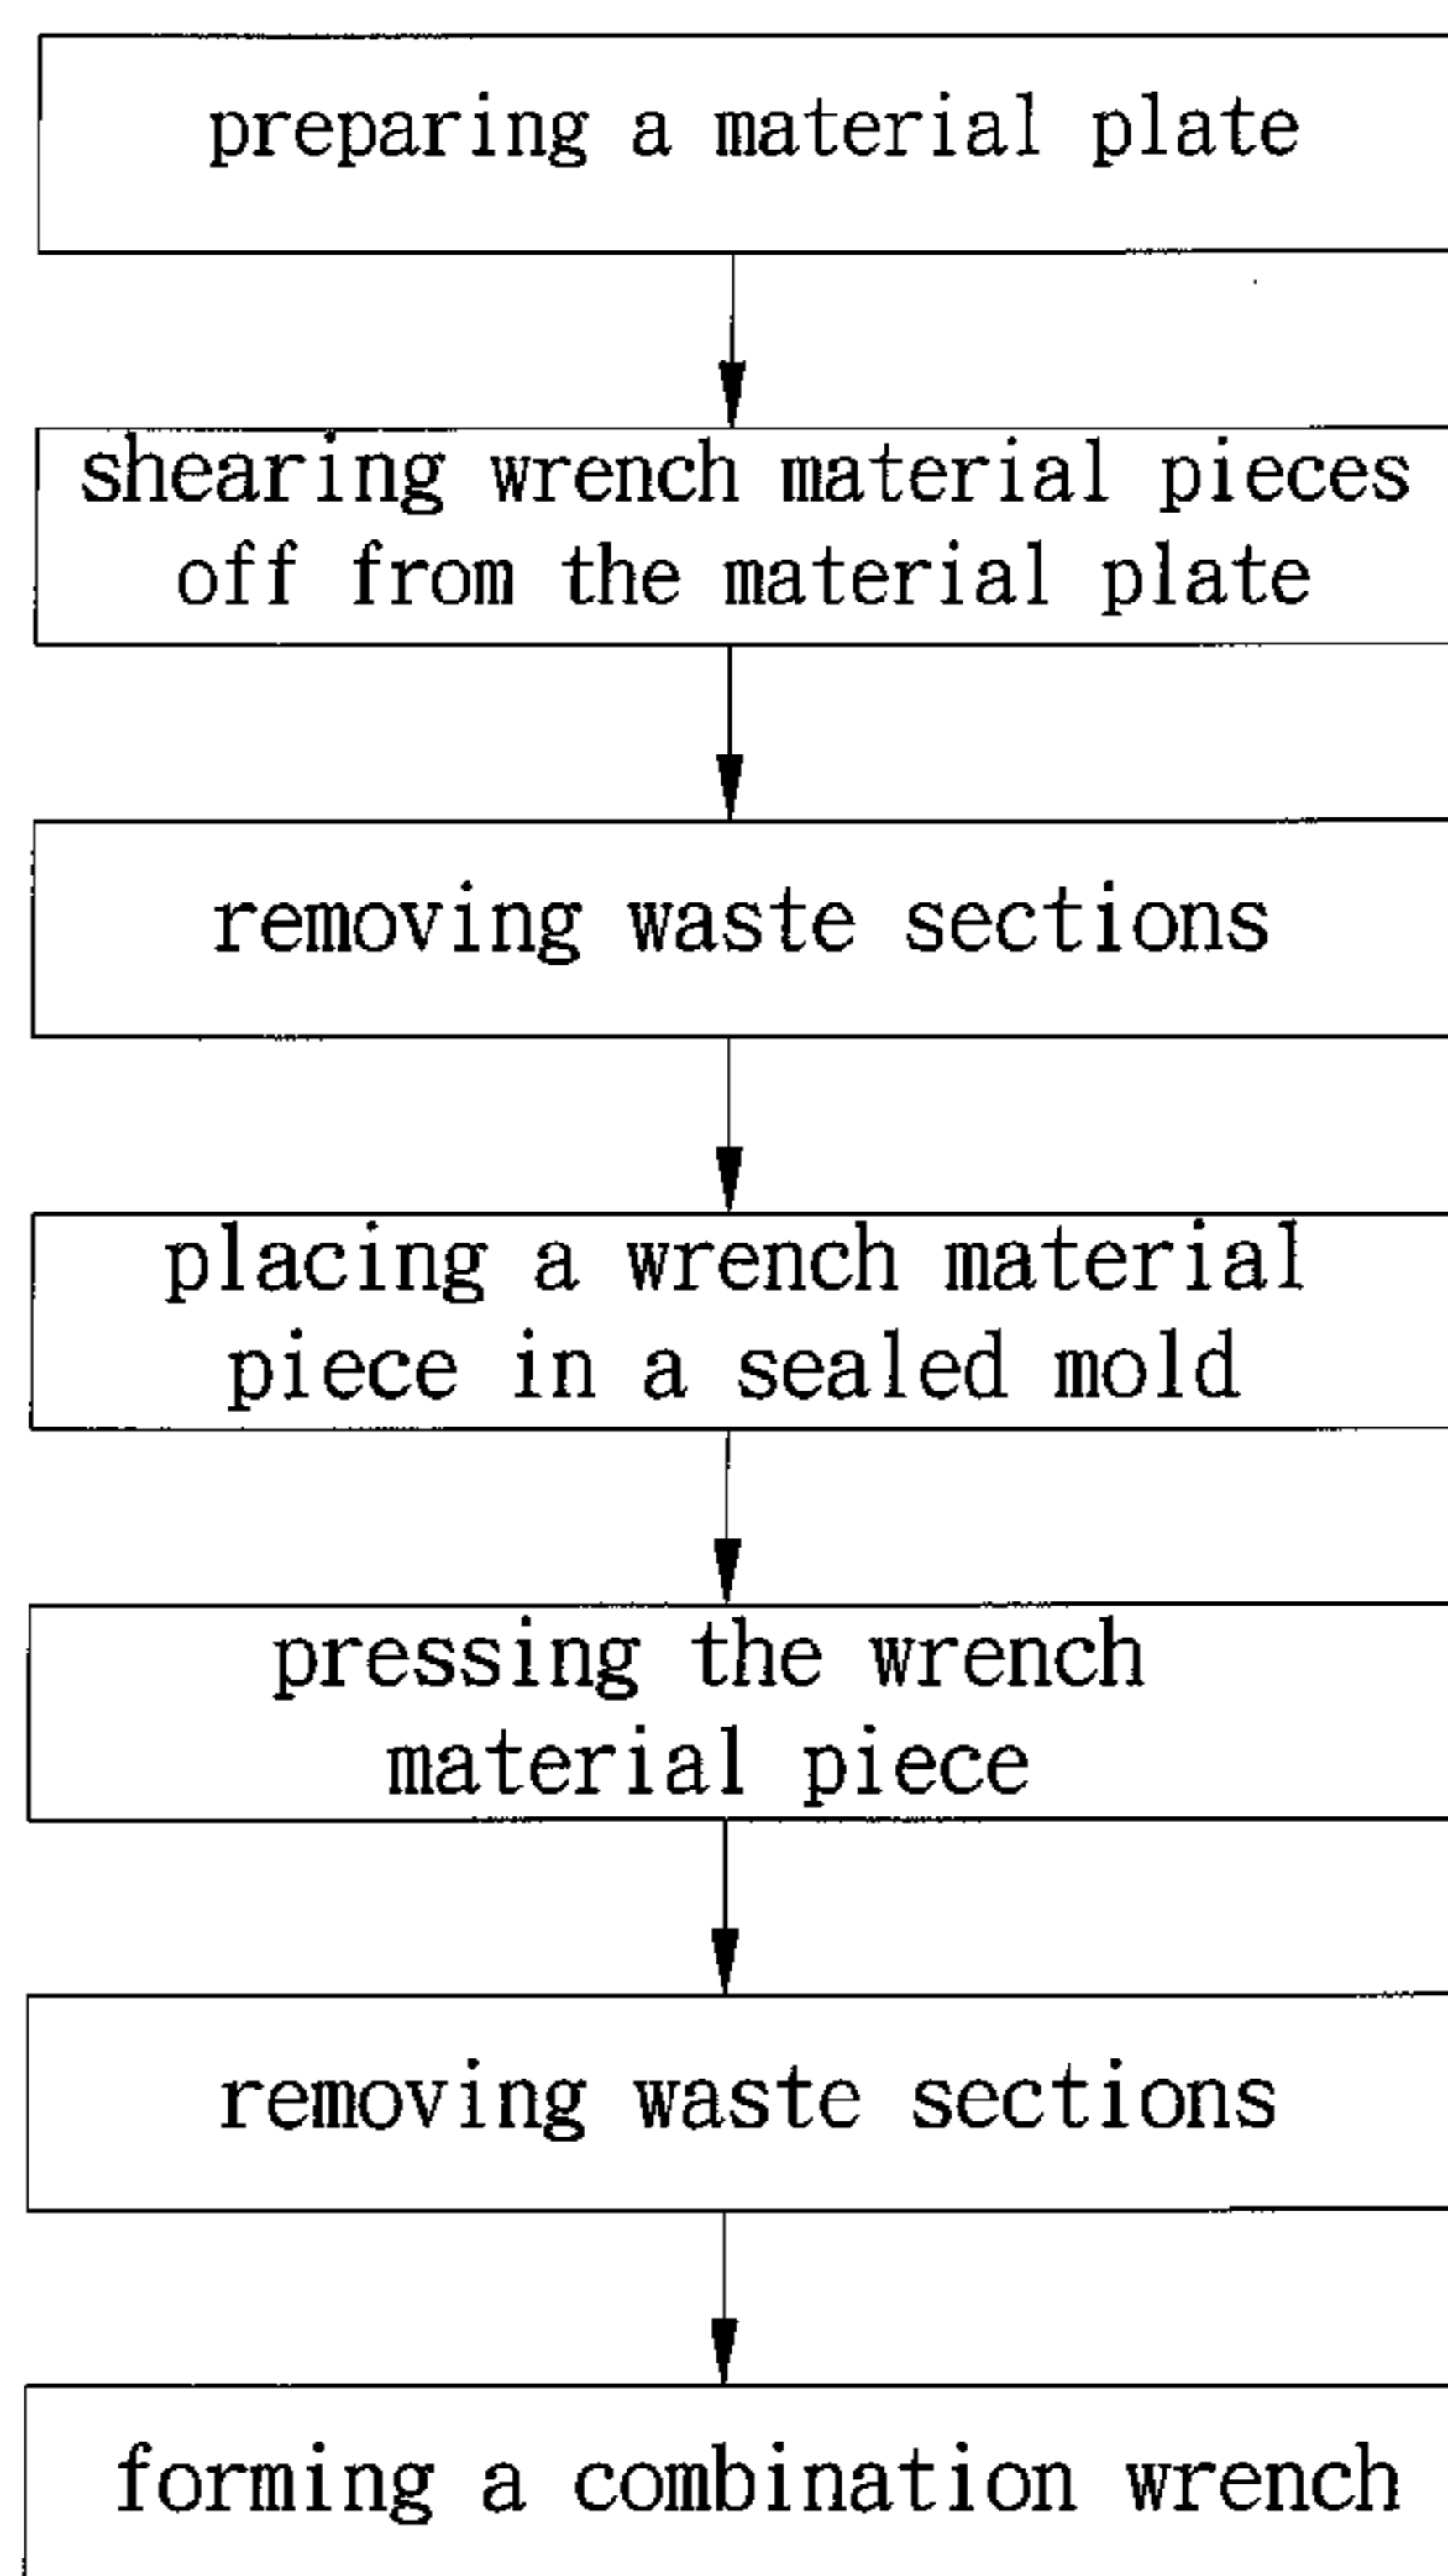 preparing a material plate
shearing wrench material pieces
off from the material plate
removing waste sections
placing a wrench material
piece in a sealed mold
pressing the wrench
material piece
removing waste sections
forming a combination wrench